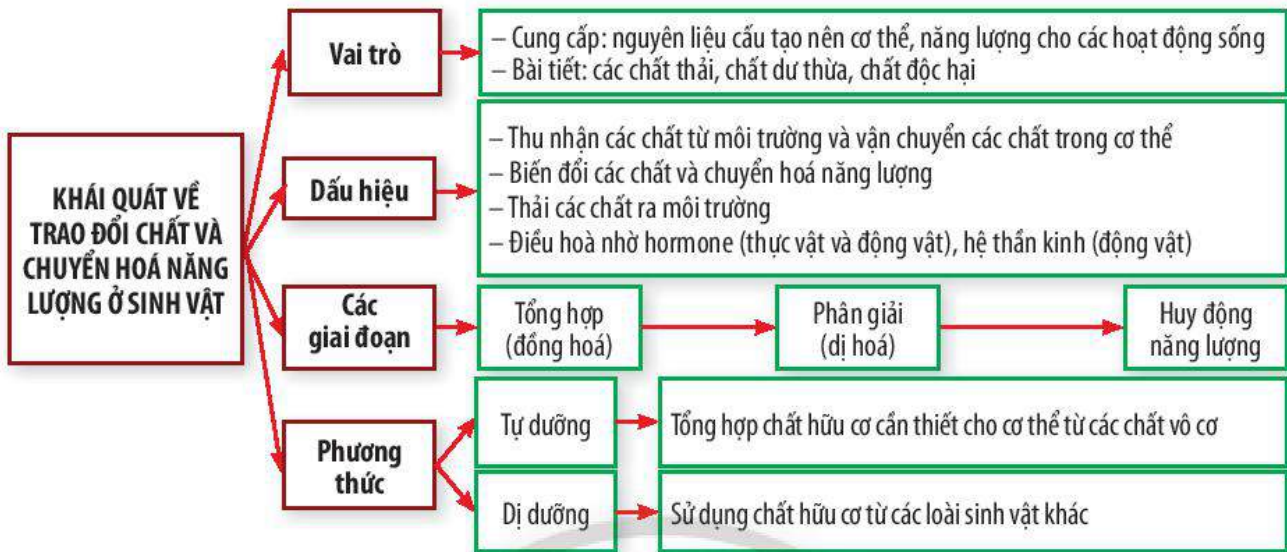 KHÁI QUÁT VỀ
TRAO ĐỔI CHẤT VÀ
CHUYỂN HOÁ NĂNG
LƯỢNG Ở SINH VẬT
Vai trò
– Cung cấp: nguyên liệu cấu tạo nên cơ thể, năng lượng cho các hoạt động sống
– Bài tiết: các chất thải, chất dư thừa, chất độc hại
Dấu hiệu
– Thu nhận các chất từ môi trường và vận chuyển các chất trong cơ thể
– Biến đổi các chất và chuyển hoá năng lượng
– Thải các chất ra môi trường
– Điều hoà nhờ hormone (thực vật và động vật), hệ thần kinh (động vật)
Các
giai đoạn
Tổng hợp
(đồng hoá)
Phân giải
(dị hoá)
Huy động
năng lượng
Phương
thức
Tự dưỡng
Tổng hợp chất hữu cơ cần thiết cho cơ thể từ các chất vô cơ
Dị dưỡng
Sử dụng chất hữu cơ từ các loài sinh vật khác